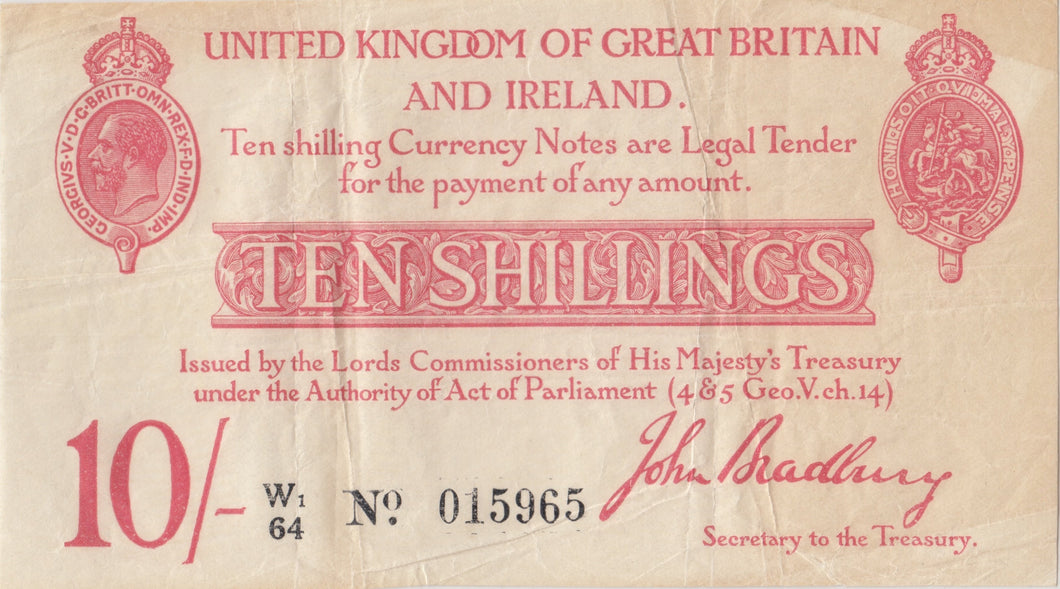 UNITED KINGDOM OF GREAT BRITAIN
AND IRELAND.
GEORGIVS·V·D·G·BRITT·OMN·REX·F·D·IND·IMP·
HONI·SOIT·QVI·MAL·Y·PENSE
Ten shilling Currency Notes are Legal Tender
for the payment of any amount.
TEN SHILLINGS
Issued by the Lords Commissioners of His Majesty's Treasury
under the Authority of Act of Parliament (4 & 5 Geo.V.ch.14)
10/-
W1
64
No. 015965
John Bradbury
Secretary to the Treasury.